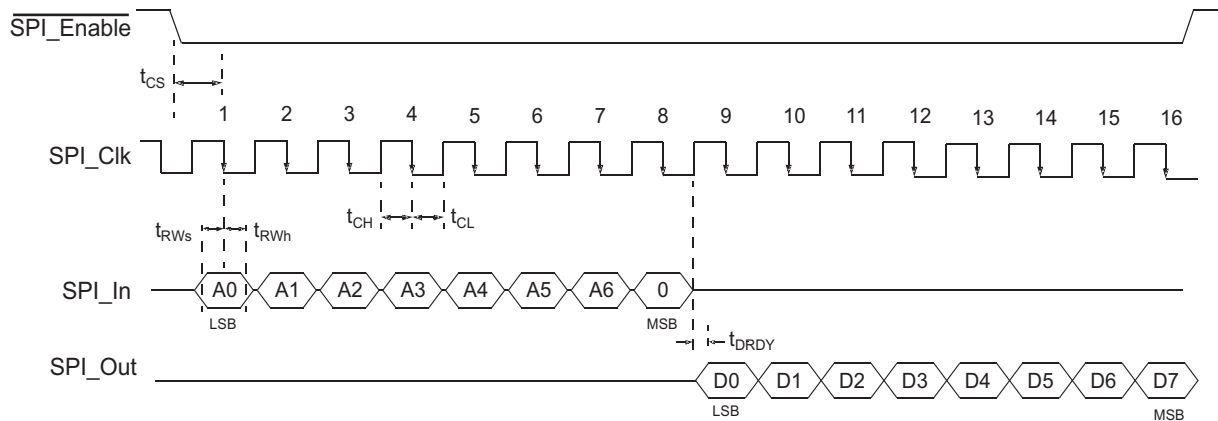 SPI_Enable
tCS
1 2 3 4 5 6 7 8 9 10 11 12 13 14 15 16
SPI_Clk
tCH tCL
tRWs tRWh
SPI_In A0 A1 A2 A3 A4 A5 A6 0
LSB MSB
tDRDY
SPI_Out D0 D1 D2 D3 D4 D5 D6 D7
LSB MSB